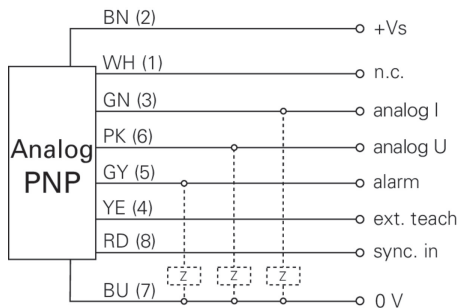 BN (2) +Vs
WH (1) n.c.
GN (3) analog I
PK (6) analog U
Analog
PNP
GY (5) alarm
YE (4) ext. teach
RD (8) sync. in
Z Z Z
BU (7) 0 V